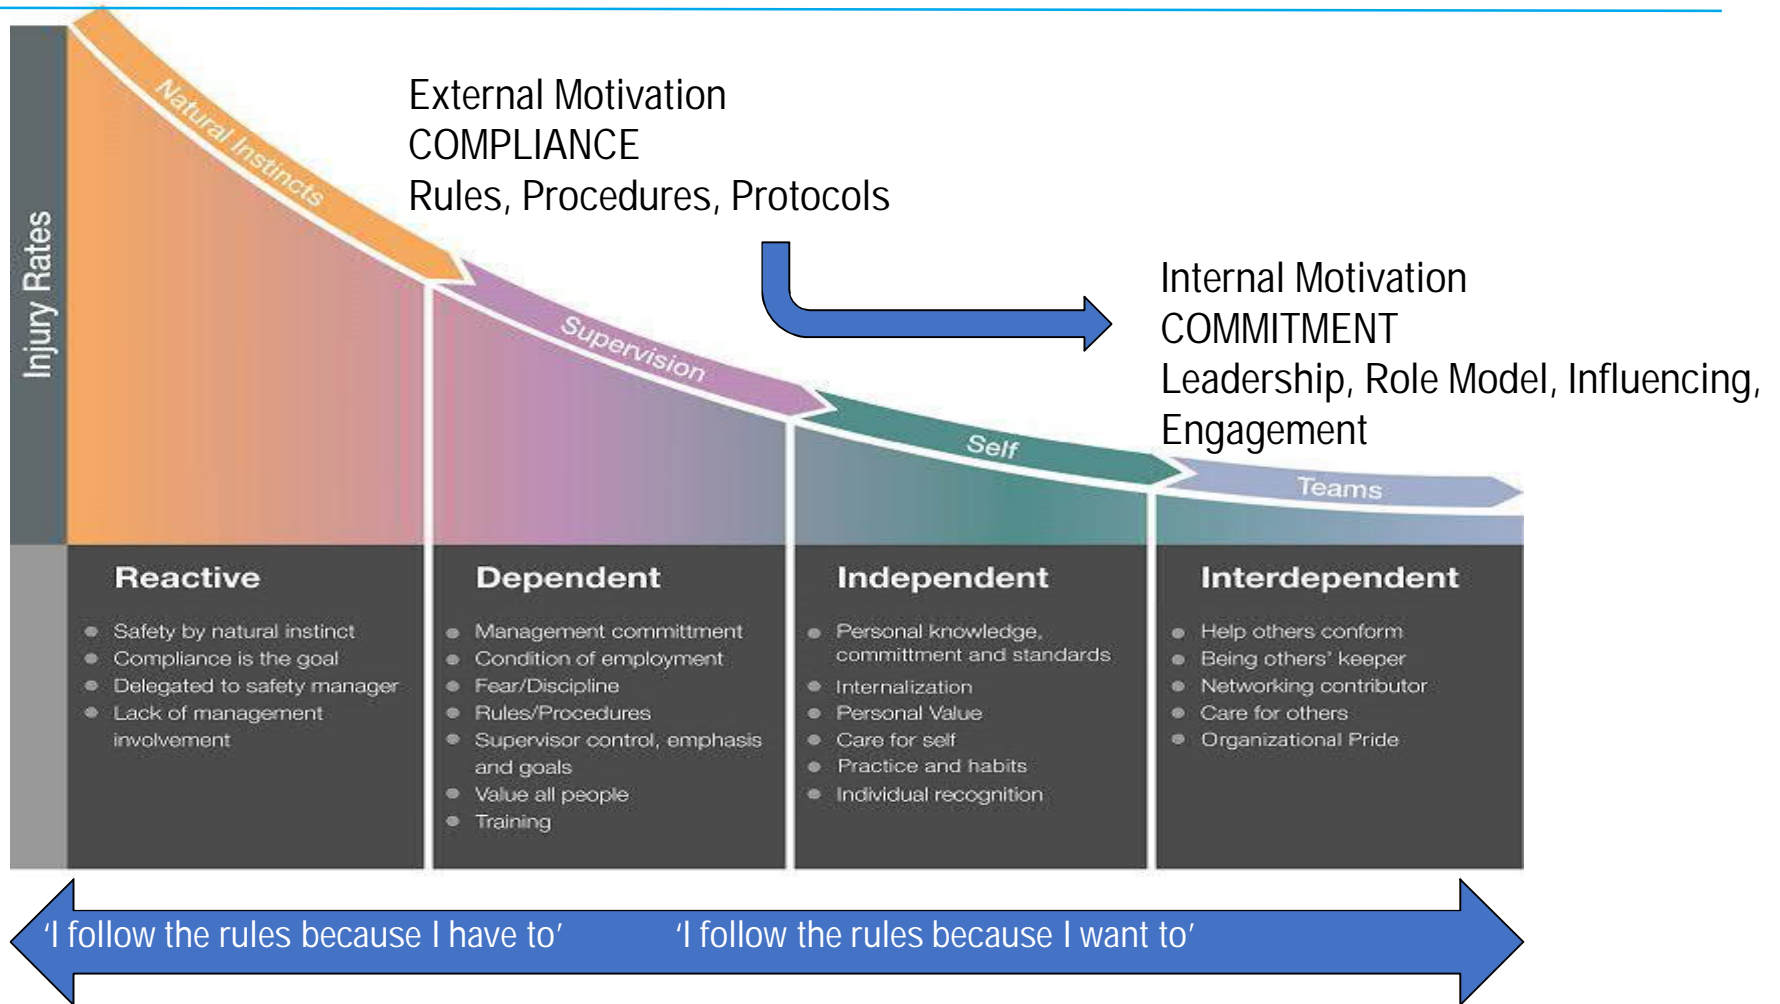 Natural Instincts
External Motivation
COMPLIANCE
Rules, Procedures, Protocols
Injury Rates
Internal Motivation
COMMITMENT
Leadership, Role Model, Influencing,
Engagement
Supervision
Self
Teams
Reactive
Safety by natural instinct
Compliance is the goal
Delegated to safety manager
Lack of management
involvement
Dependent
Management committment
Condition of employment
Fear/Discipline
Rules/Procedures
Supervisor control, emphasis
and goals
Value all people
Training
Independent
Personal knowledge,
committment and standards
Internalization
Personal Value
Care for self
Practice and habits
Individual recognition
Interdependent
Help others conform
Being others' keeper
Networking contributor
Care for others
Organizational Pride
‘I follow the rules because I have to’
‘I follow the rules because I want to’